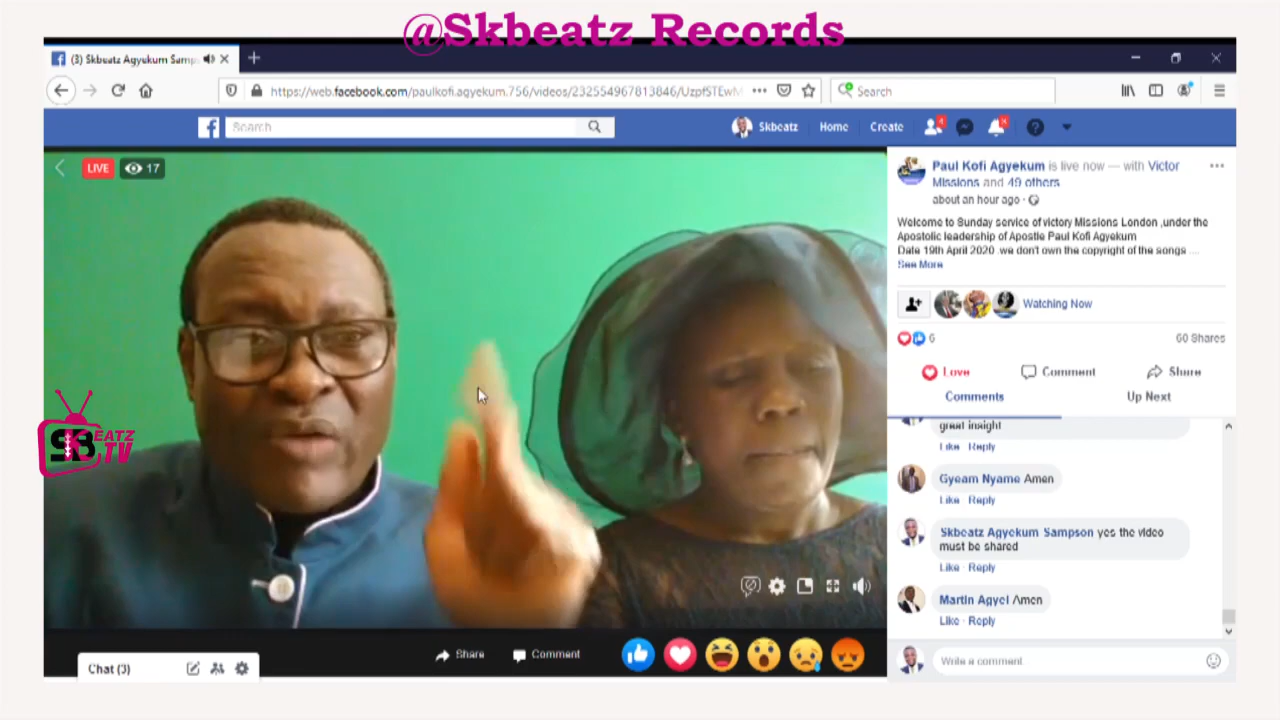 @Skbeatz Records
(3) Skbeatz Agyekum Samp
https://web.facebook.com/paulkofi.agyekum.756/videos/232554967813846/UzpfSTEwM
Search
Search
Skbeatz Home Create
LIVE 17
Paul Kofi Agyekum is live now — with Victor
Missions and 49 others
about an hour ago ·
Welcome to Sunday service of victory Missions London ,under the
Apostolic leadership of Apostle Paul Kofi Agyekum
Date 19th April 2020 .we don't own the copyright of the songs ....
See More
Watching Now
6 60 Shares
Love Comment Share
Comments Up Next
great insight
Like · Reply
Gyeam Nyame Amen
Like · Reply
Skbeatz Agyekum Sampson yes the video
must be shared
Like · Reply
Martin Agyei Amen
Like · Reply
Write a comment
SKBEATZ
TV
Share Comment
Chat (3)